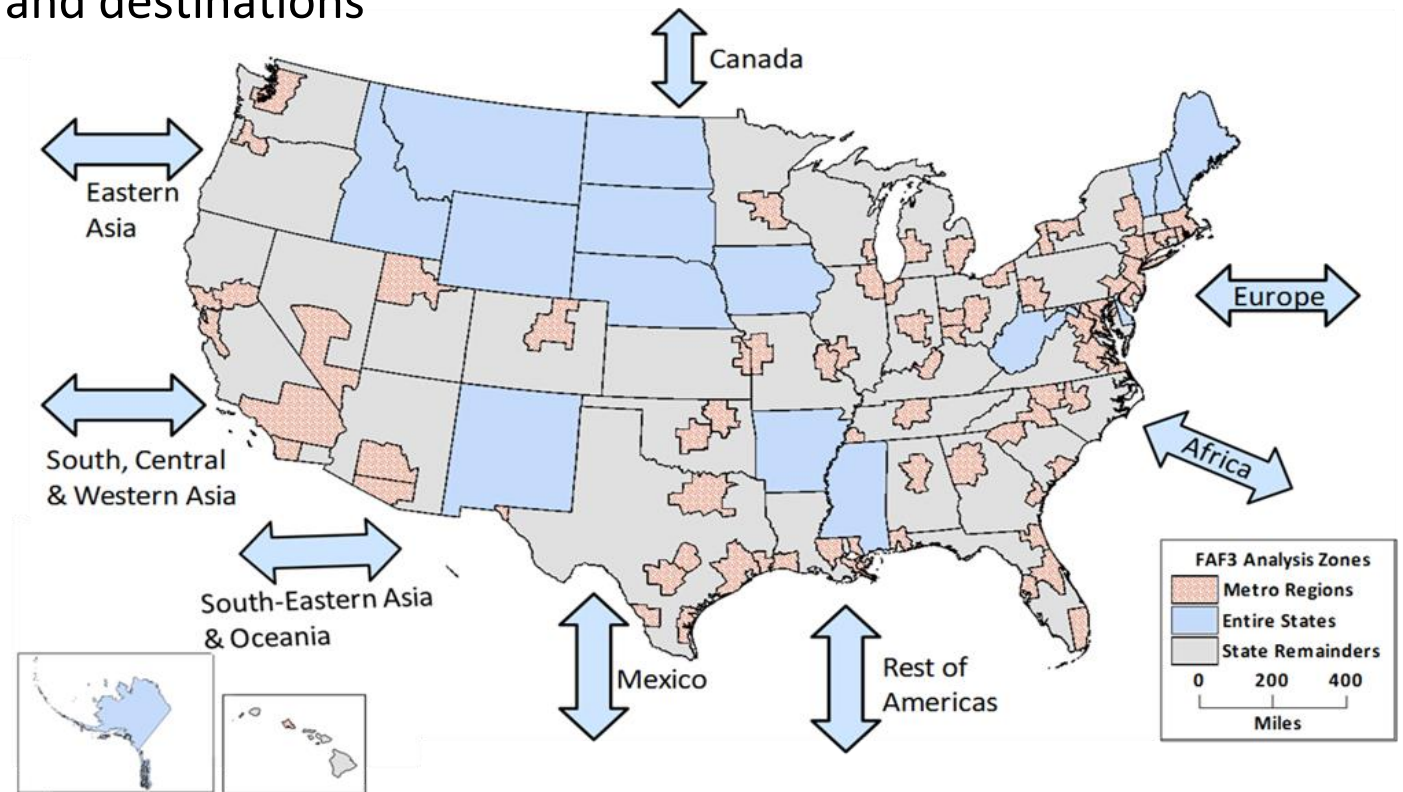 and destinations
Canada
Eastern
Asia
Europe
South, Central
& Western Asia
Africa
South-Eastern Asia
& Oceania
Mexico
Rest of
Americas
FAF3 Analysis Zones
Metro Regions
Entire States
State Remainders
0 200 400
Miles